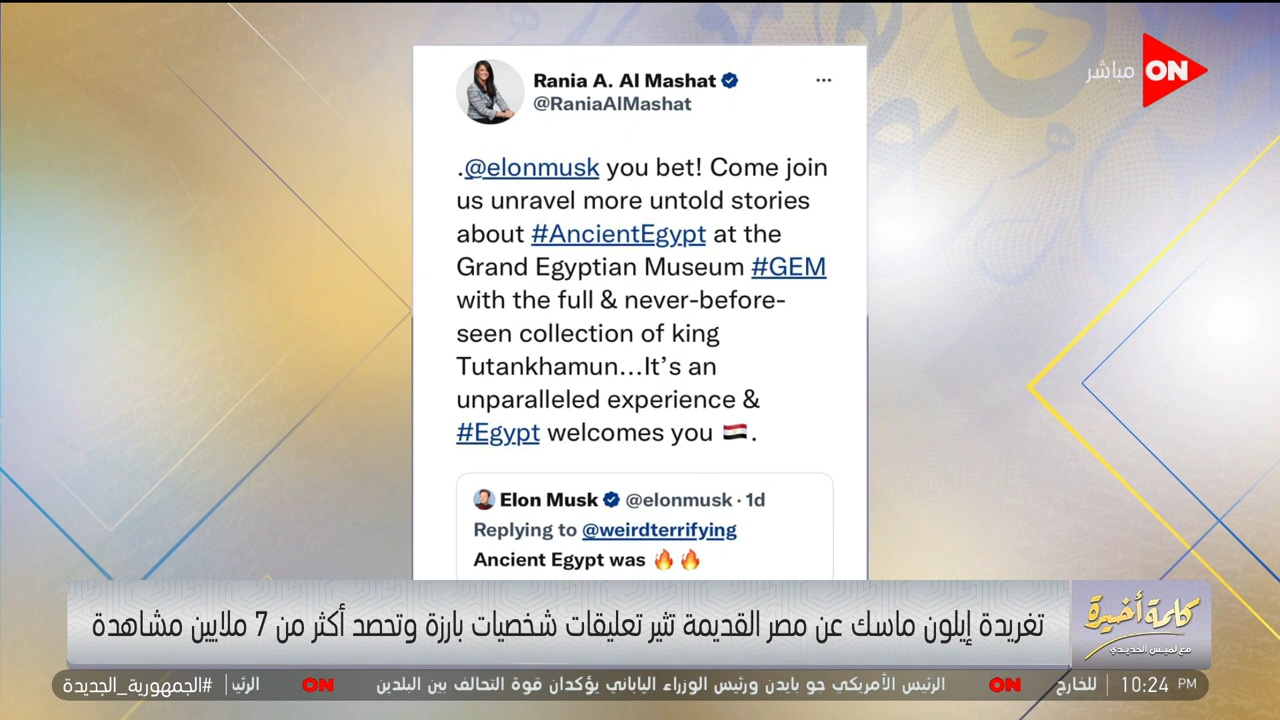 مباشر ON
Rania A. Al Mashat
@RaniaAlMashat
.@elonmusk you bet! Come join
us unravel more untold stories
about #AncientEgypt at the
Grand Egyptian Museum #GEM
with the full & never-before-
seen collection of king
Tutankhamun...It’s an
unparalleled experience &
#Egypt welcomes you 🇪🇬.
Elon Musk @elonmusk · 1d
Replying to @weirdterrifying
Ancient Egypt was 🔥🔥
تغريدة إيلون ماسك عن مصر القديمة تثير تعليقات شخصيات بارزة وتحصد أكثر من 7 ملايين مشاهدة
كلمة أخيرة
مع لميس الحديدي
10:24 PM
للخارج ON الرئيس الأمريكي جو بايدن ورئيس الوزراء الياباني يؤكدان قوة التحالف بين البلدين ON الرئي
#الجمهورية_الجديدة